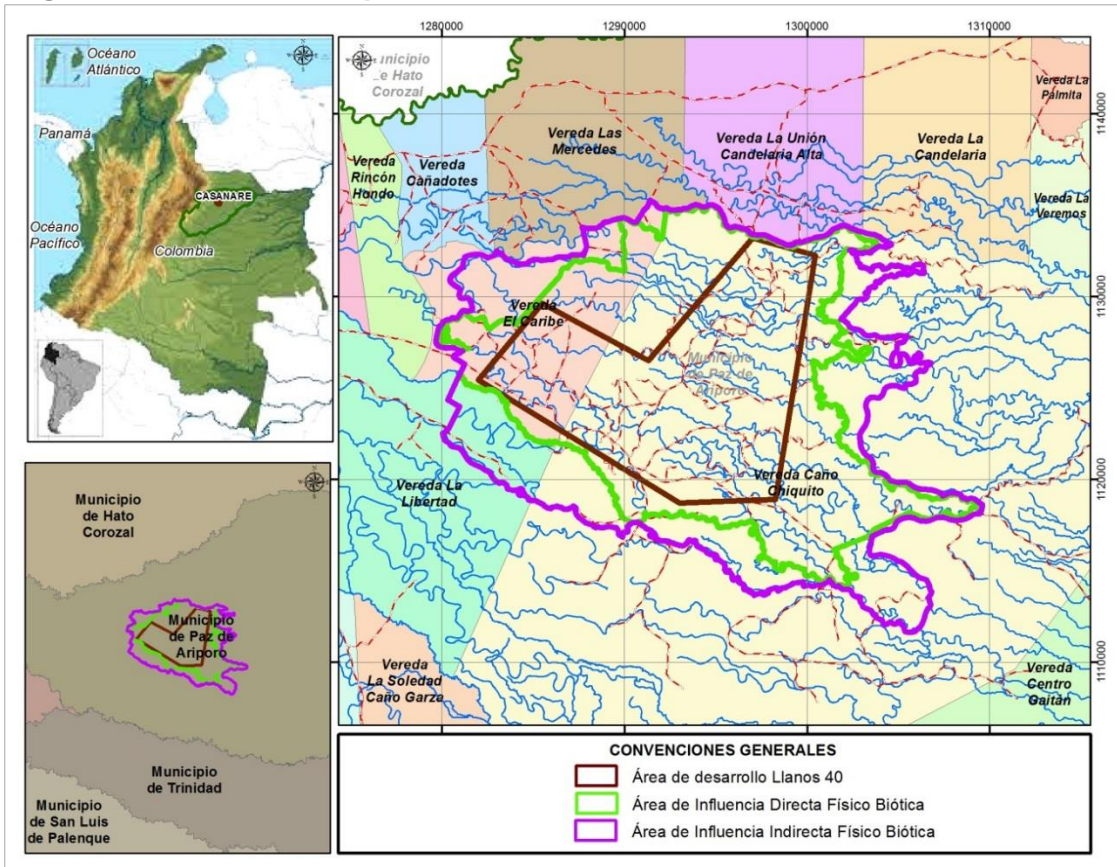 Océano
Atlántico
Panamá
CASANARE
Océano
Pacífico
Colombia
Municipio
de Hato
Corozal
Municipio
de Paz de
Ariporo
Municipio
de Trinidad
Municipio
de San Luis
de Palenque
1280000
1290000
1300000
1310000
1140000
1130000
1120000
1110000
unicipio
e Hato
Corozal
Vereda
Rincón
Hondo
Vereda
Cañadotes
Vereda Las
Mercedes
Vereda La Unión
Candelaria Alta
Vereda La
Candelaria
Vereda La
Palmita
Vereda La
Veremos
Vereda
El Caribe
Municipio
de Paz de
Ariporo
Vereda Caño
Chiquito
Vereda La
Libertad
Vereda
La Soledad
Caño Garza
Vereda
Centro
Gaitán
CONVENCIONES GENERALES
Área de desarrollo Llanos 40
Área de Influencia Directa Físico Biótica
Área de Influencia Indirecta Físico Biótica